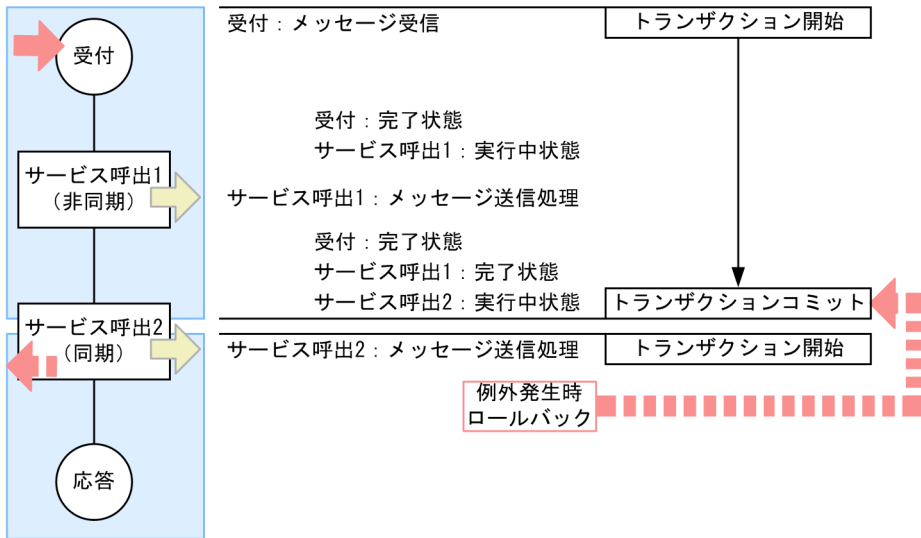 受付
受付：メッセージ受信
トランザクション開始
受付：完了状態
サービス呼出1：実行中状態
サービス呼出1
（非同期）
サービス呼出1：メッセージ送信処理
受付：完了状態
サービス呼出1：完了状態
サービス呼出2：実行中状態
トランザクションコミット
サービス呼出2
（同期）
サービス呼出2：メッセージ送信処理
トランザクション開始
例外発生時
ロールバック
応答